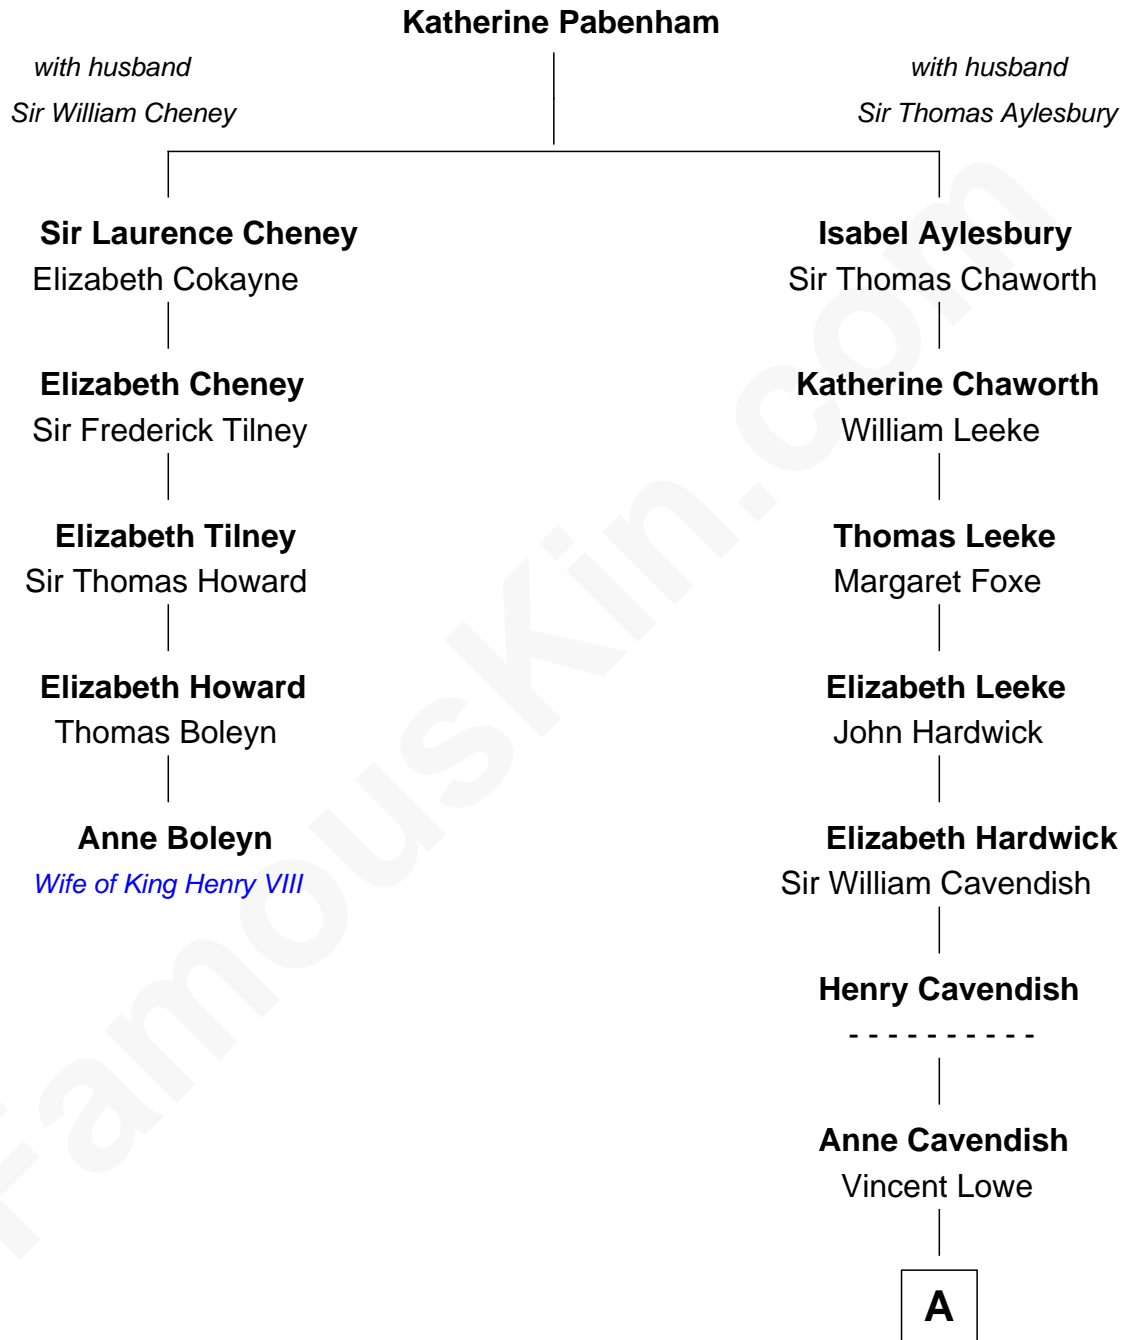 Katherine Pabenham
with husband
Sir William Cheney
with husband
Sir Thomas Aylesbury
Sir Laurence Cheney
Elizabeth Cokayne
Elizabeth Cheney
Sir Frederick Tilney
Elizabeth Tilney
Sir Thomas Howard
Elizabeth Howard
Thomas Boleyn
Anne Boleyn
Wife of King Henry VIII
Isabel Aylesbury
Sir Thomas Chaworth
Katherine Chaworth
William Leeke
Thomas Leeke
Margaret Foxe
Elizabeth Leeke
John Hardwick
Elizabeth Hardwick
Sir William Cavendish
Henry Cavendish
- - - - - - - - - -
Anne Cavendish
Vincent Lowe
A
FamousKin.com